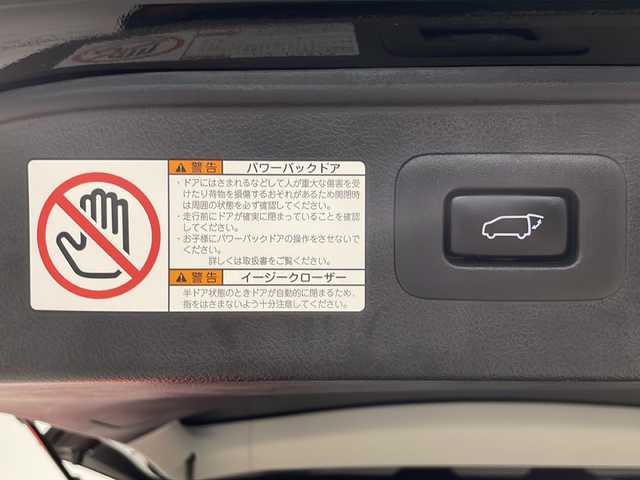 警告 パワーバックドア
・ドアにはさまれるなどして人が重大な傷害を受
けたり荷物を損傷するおそれがあるため開閉時
は周囲の状態を必ず確認してください。
・走行前にドアが確実に閉まっていることを確認
してください。
・お子様にパワーバックドアの操作をさせないで
ください。
詳しくは取扱書をご覧ください。
警告 イージークローザー
半ドア状態のときドアが自動的に閉まるため、
指をはさまないよう十分注意してください。